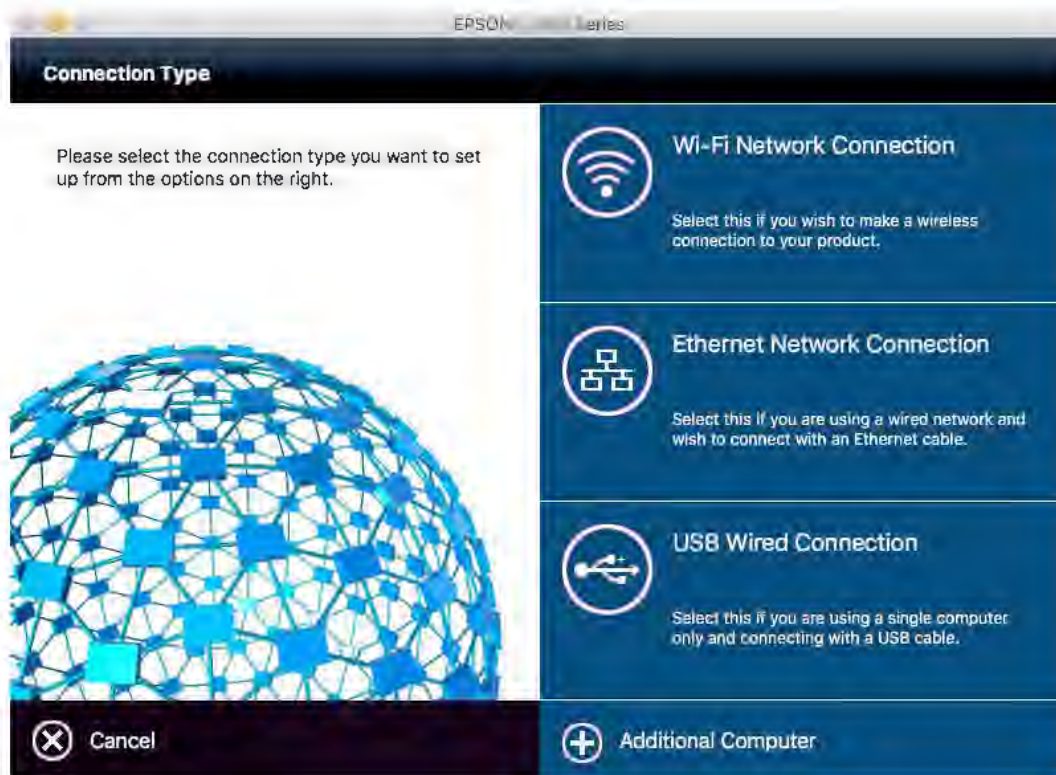 EPSON Series
Connection Type
Please select the connection type you want to set
up from the options on the right.
Wi-Fi Network Connection
Select this if you wish to make a wireless
connection to your product.
Ethernet Network Connection
Select this if you are using a wired network and
wish to connect with an Ethernet cable.
USB Wired Connection
Select this if you are using a single computer
only and connecting with a USB cable.
Cancel
Additional Computer